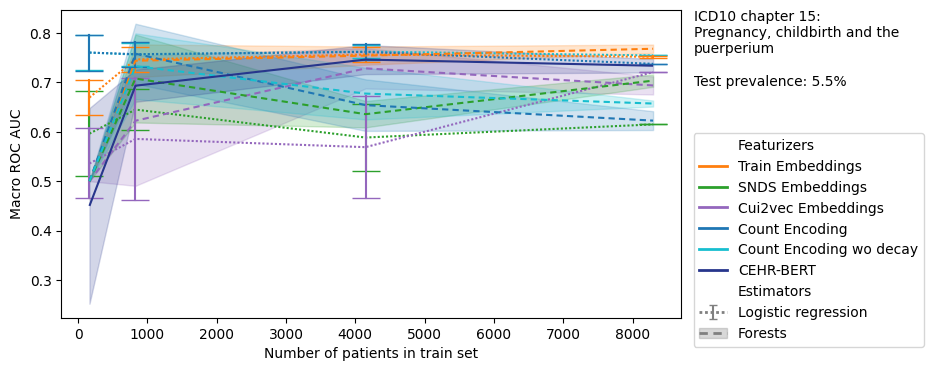 ICD10 chapter 15:
Pregnancy, childbirth and the
puerperium
Test prevalence: 5.5%
Macro ROC AUC
0.8
0.7
0.6
0.5
0.4
0.3
0
1000
2000
3000
4000
5000
6000
7000
8000
Number of patients in train set
Featurizers
Train Embeddings
SNDS Embeddings
Cui2vec Embeddings
Count Encoding
Count Encoding wo decay
CEHR-BERT
Estimators
Logistic regression
Forests